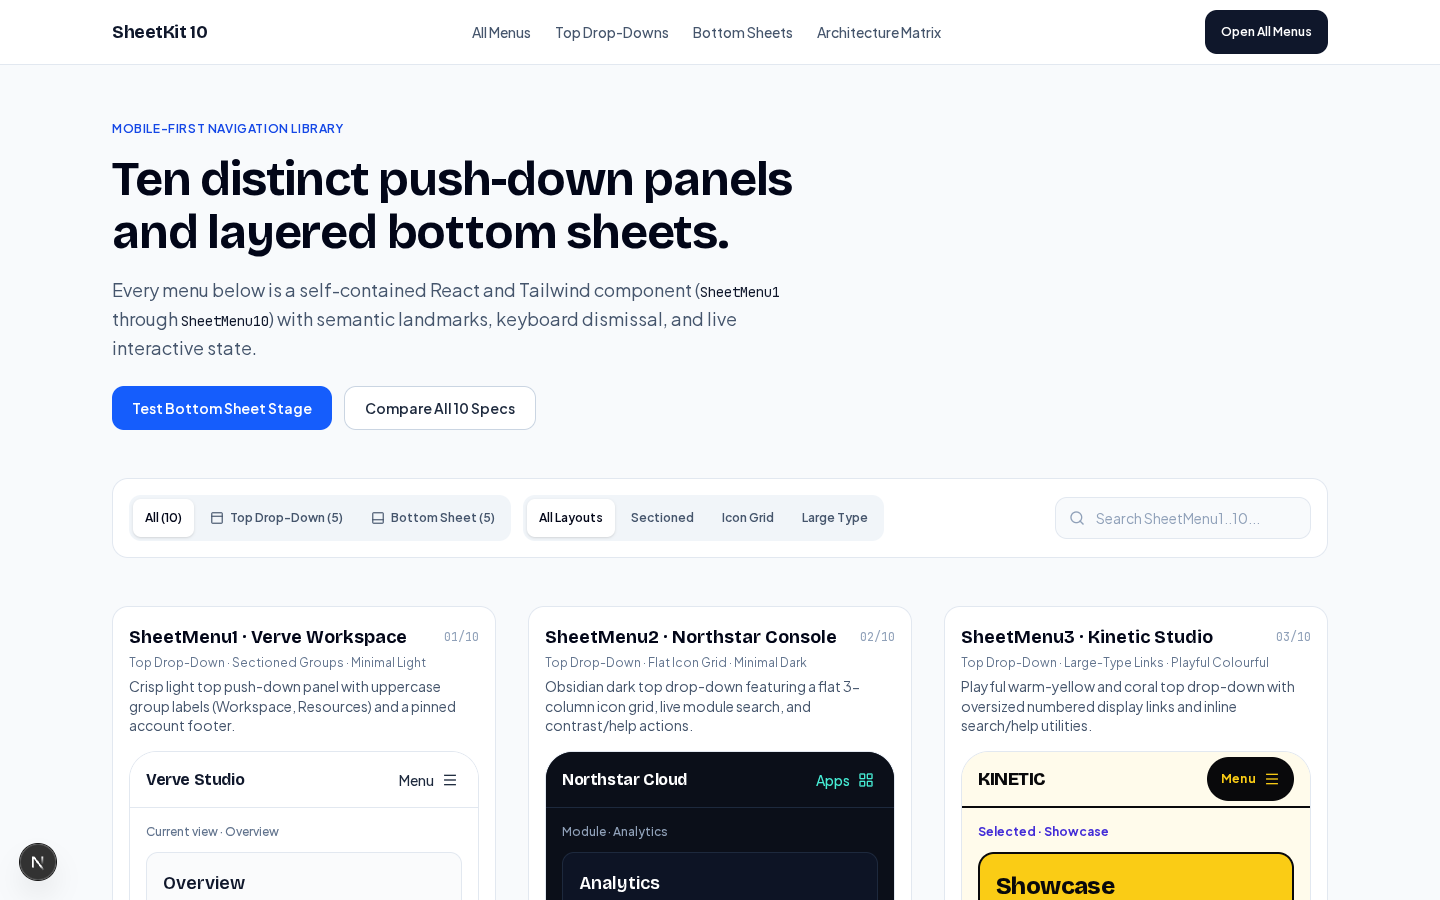 SheetKit 10
All Menus
Top Drop-Downs
Bottom Sheets
Architecture Matrix
Open All Menus
MOBILE-FIRST NAVIGATION LIBRARY
Ten distinct push-down panels
and layered bottom sheets.
Every menu below is a self-contained React and Tailwind component (SheetMenu1
through SheetMenu10) with semantic landmarks, keyboard dismissal, and live
interactive state.
Test Bottom Sheet Stage
Compare All 10 Specs
All (10)
Top Drop-Down (5)
Bottom Sheet (5)
All Layouts
Sectioned
Icon Grid
Large Type
Search SheetMenu1..10...
SheetMenu1 · Verve Workspace
01/10
Top Drop-Down · Sectioned Groups · Minimal Light
Crisp light top push-down panel with uppercase
group labels (Workspace, Resources) and a pinned
account footer.
Verve Studio
Menu
Current view · Overview
Overview
SheetMenu2 · Northstar Console
02/10
Top Drop-Down · Flat Icon Grid · Minimal Dark
Obsidian dark top drop-down featuring a flat 3-
column icon grid, live module search, and
contrast/help actions.
Northstar Cloud
Apps
Module · Analytics
Analytics
SheetMenu3 · Kinetic Studio
03/10
Top Drop-Down · Large-Type Links · Playful Colourful
Playful warm-yellow and coral top drop-down with
oversized numbered display links and inline
search/help utilities.
KINETIC
Menu
Selected · Showcase
Showcase
N